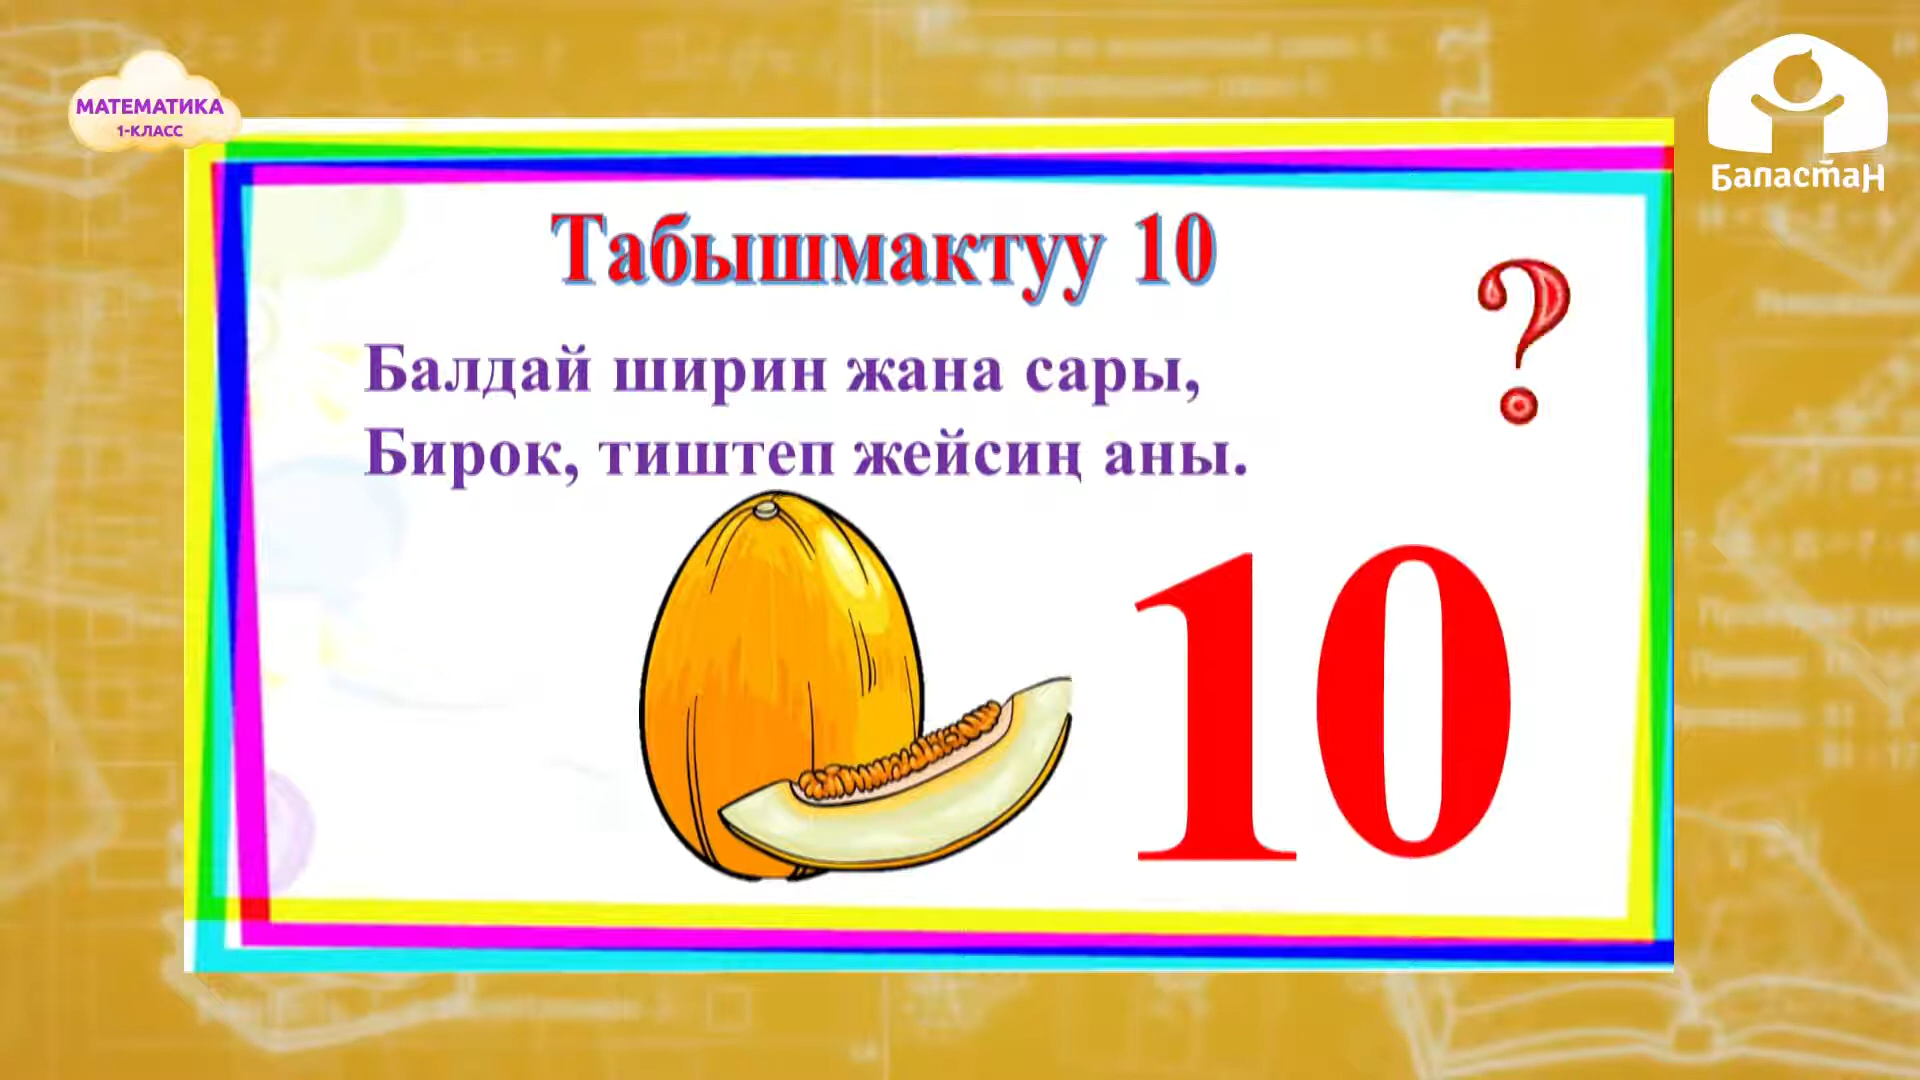 МАТЕМАТИКА
1-КЛАСС
Баластан
Табышмактуу 10
?
Балдай ширин жана сары,
Бирок, тиштеп жейсиң аны.
10